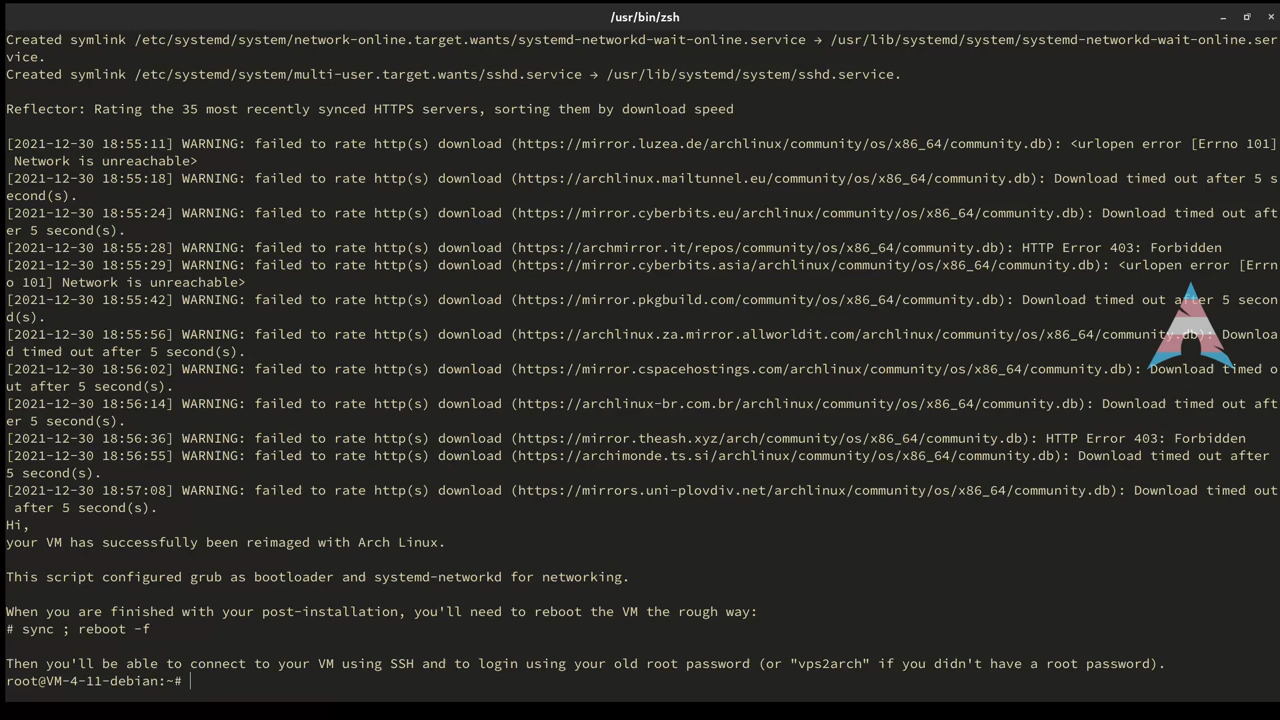 /usr/bin/zsh
Created symlink /etc/systemd/system/network-online.target.wants/systemd-networkd-wait-online.service → /usr/lib/systemd/system/systemd-networkd-wait-online.ser
vice.
Created symlink /etc/systemd/system/multi-user.target.wants/sshd.service → /usr/lib/systemd/system/sshd.service.
Reflector: Rating the 35 most recently synced HTTPS servers, sorting them by download speed
[2021-12-30 18:55:11] WARNING: failed to rate http(s) download (https://mirror.luzea.de/archlinux/community/os/x86_64/community.db): <urlopen error [Errno 101]
 Network is unreachable>
[2021-12-30 18:55:18] WARNING: failed to rate http(s) download (https://archlinux.mailtunnel.eu/community/os/x86_64/community.db): Download timed out after 5 s
econd(s).
[2021-12-30 18:55:24] WARNING: failed to rate http(s) download (https://mirror.cyberbits.eu/archlinux/community/os/x86_64/community.db): Download timed out aft
er 5 second(s).
[2021-12-30 18:55:28] WARNING: failed to rate http(s) download (https://archmirror.it/repos/community/os/x86_64/community.db): HTTP Error 403: Forbidden
[2021-12-30 18:55:29] WARNING: failed to rate http(s) download (https://mirror.cyberbits.asia/archlinux/community/os/x86_64/community.db): <urlopen error [Errn
o 101] Network is unreachable>
[2021-12-30 18:55:42] WARNING: failed to rate http(s) download (https://mirror.pkgbuild.com/community/os/x86_64/community.db): Download timed out after 5 secon
d(s).
[2021-12-30 18:55:56] WARNING: failed to rate http(s) download (https://archlinux.za.mirror.allworldit.com/archlinux/community/os/x86_64/community.db): Downloa
d timed out after 5 second(s).
[2021-12-30 18:56:02] WARNING: failed to rate http(s) download (https://mirror.cspacehostings.com/archlinux/community/os/x86_64/community.db): Download timed o
ut after 5 second(s).
[2021-12-30 18:56:14] WARNING: failed to rate http(s) download (https://archlinux-br.com.br/archlinux/community/os/x86_64/community.db): Download timed out aft
er 5 second(s).
[2021-12-30 18:56:36] WARNING: failed to rate http(s) download (https://mirror.theash.xyz/arch/community/os/x86_64/community.db): HTTP Error 403: Forbidden
[2021-12-30 18:56:55] WARNING: failed to rate http(s) download (https://archimonde.ts.si/archlinux/community/os/x86_64/community.db): Download timed out after
5 second(s).
[2021-12-30 18:57:08] WARNING: failed to rate http(s) download (https://mirrors.uni-plovdiv.net/archlinux/community/os/x86_64/community.db): Download timed out
 after 5 second(s).
Hi,
your VM has successfully been reimaged with Arch Linux.
This script configured grub as bootloader and systemd-networkd for networking.
When you are finished with your post-installation, you'll need to reboot the VM the rough way:
# sync ; reboot -f
Then you'll be able to connect to your VM using SSH and to login using your old root password (or "vps2arch" if you didn't have a root password).
root@VM-4-11-debian:~#